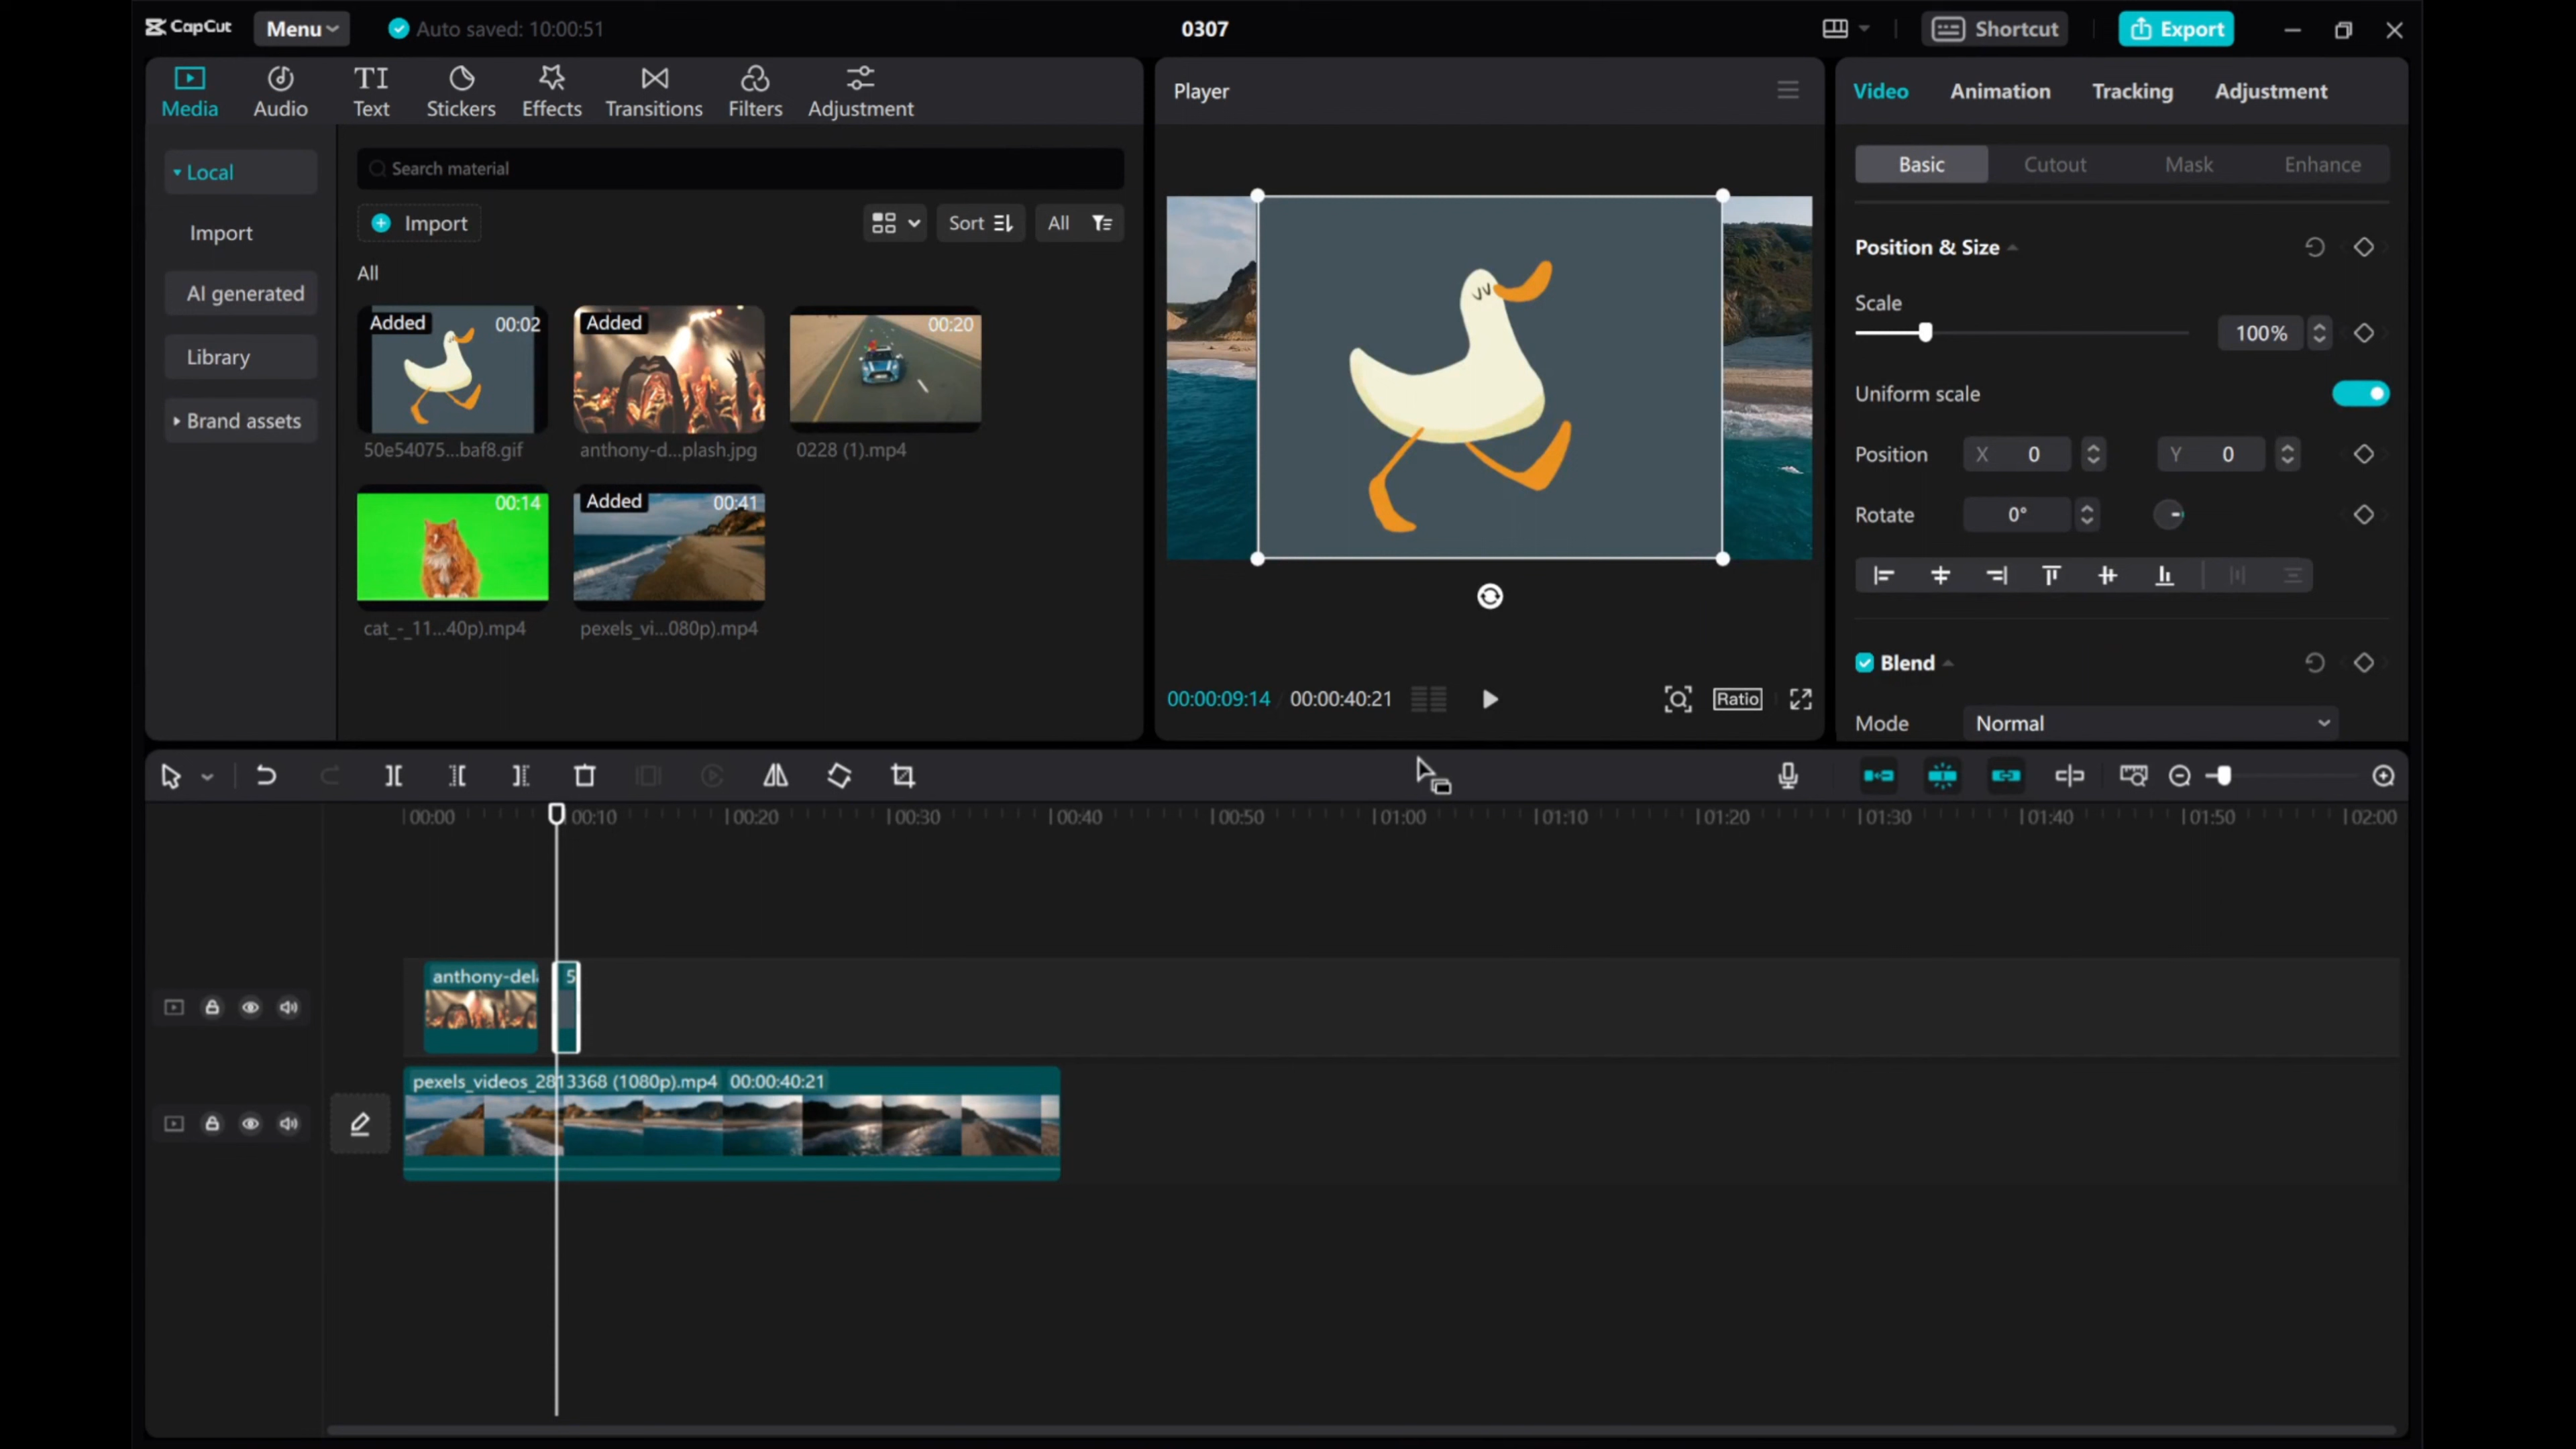 CapCut Menu Auto saved: 10:00:51 0307 Shortcut Export
Media Audio Text Stickers Effects Transitions Filters Adjustment
Local
Import
AI generated
Library
Brand assets
Search material
Import Sort All
All
Added 00:02
50e54075...baf8.gif
Added
anthony-d...plash.jpg
00:20
0228 (1).mp4
00:14
cat_-_11...40p).mp4
Added 00:41
pexels_vi...080p).mp4
Player
00:00:09:14 00:00:40:21 Ratio
Video Animation Tracking Adjustment
Basic Cutout Mask Enhance
Position & Size
Scale
100%
Uniform scale
Position X 0 Y 0
Rotate 0°
Blend
Mode Normal
00:00 00:10 00:20 00:30 00:40 00:50 01:00 01:10 01:20 01:30 01:40 01:50 02:00
anthony-del 5
pexels_videos_2813368 (1080p).mp4 00:00:40:21